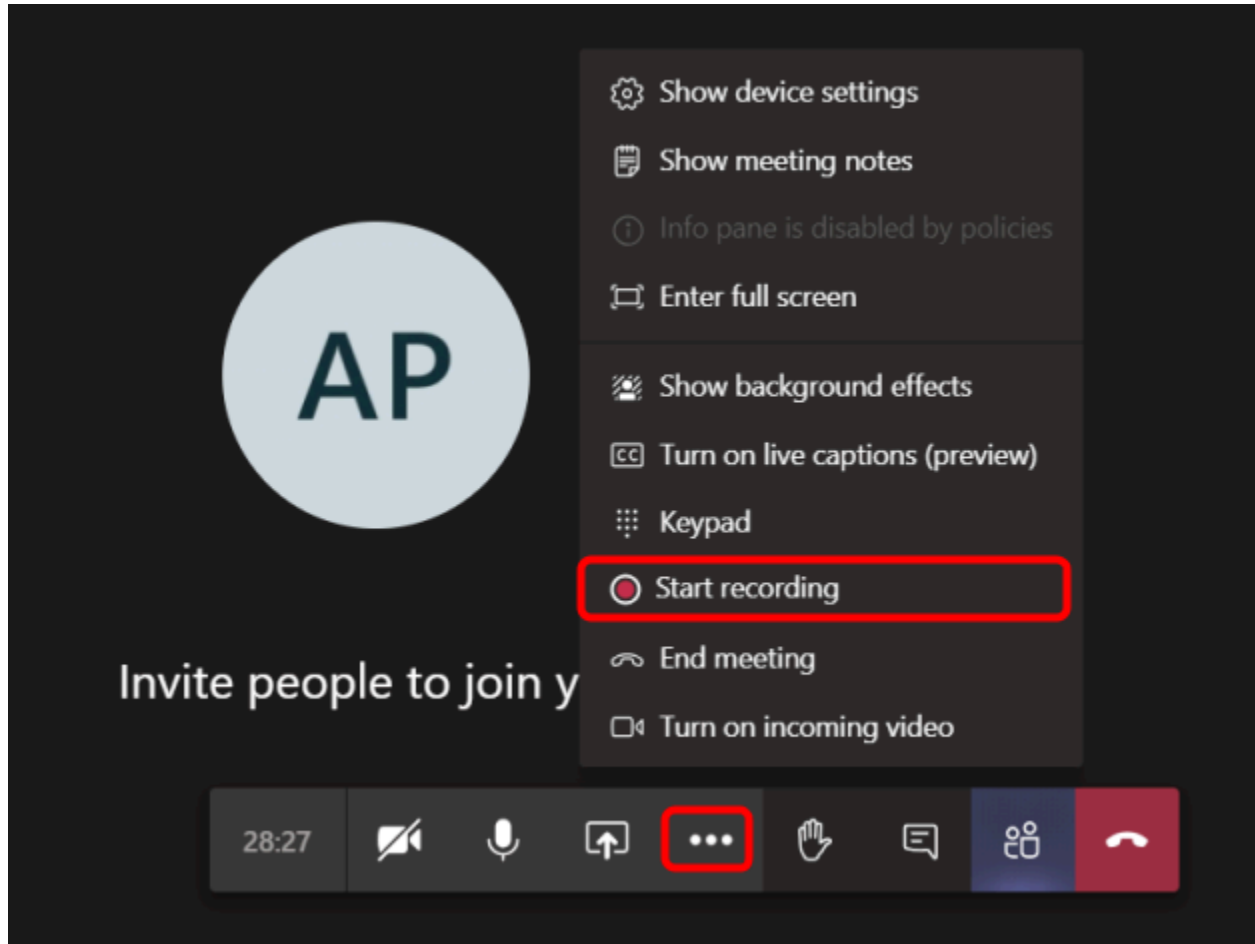 Show device settings
Show meeting notes
Info pane is disabled by policies
Enter full screen
AP
Show background effects
CC Turn on live captions (preview)
Keypad
Start recording
End meeting
Invite people to join y
Turn on incoming video
28:27